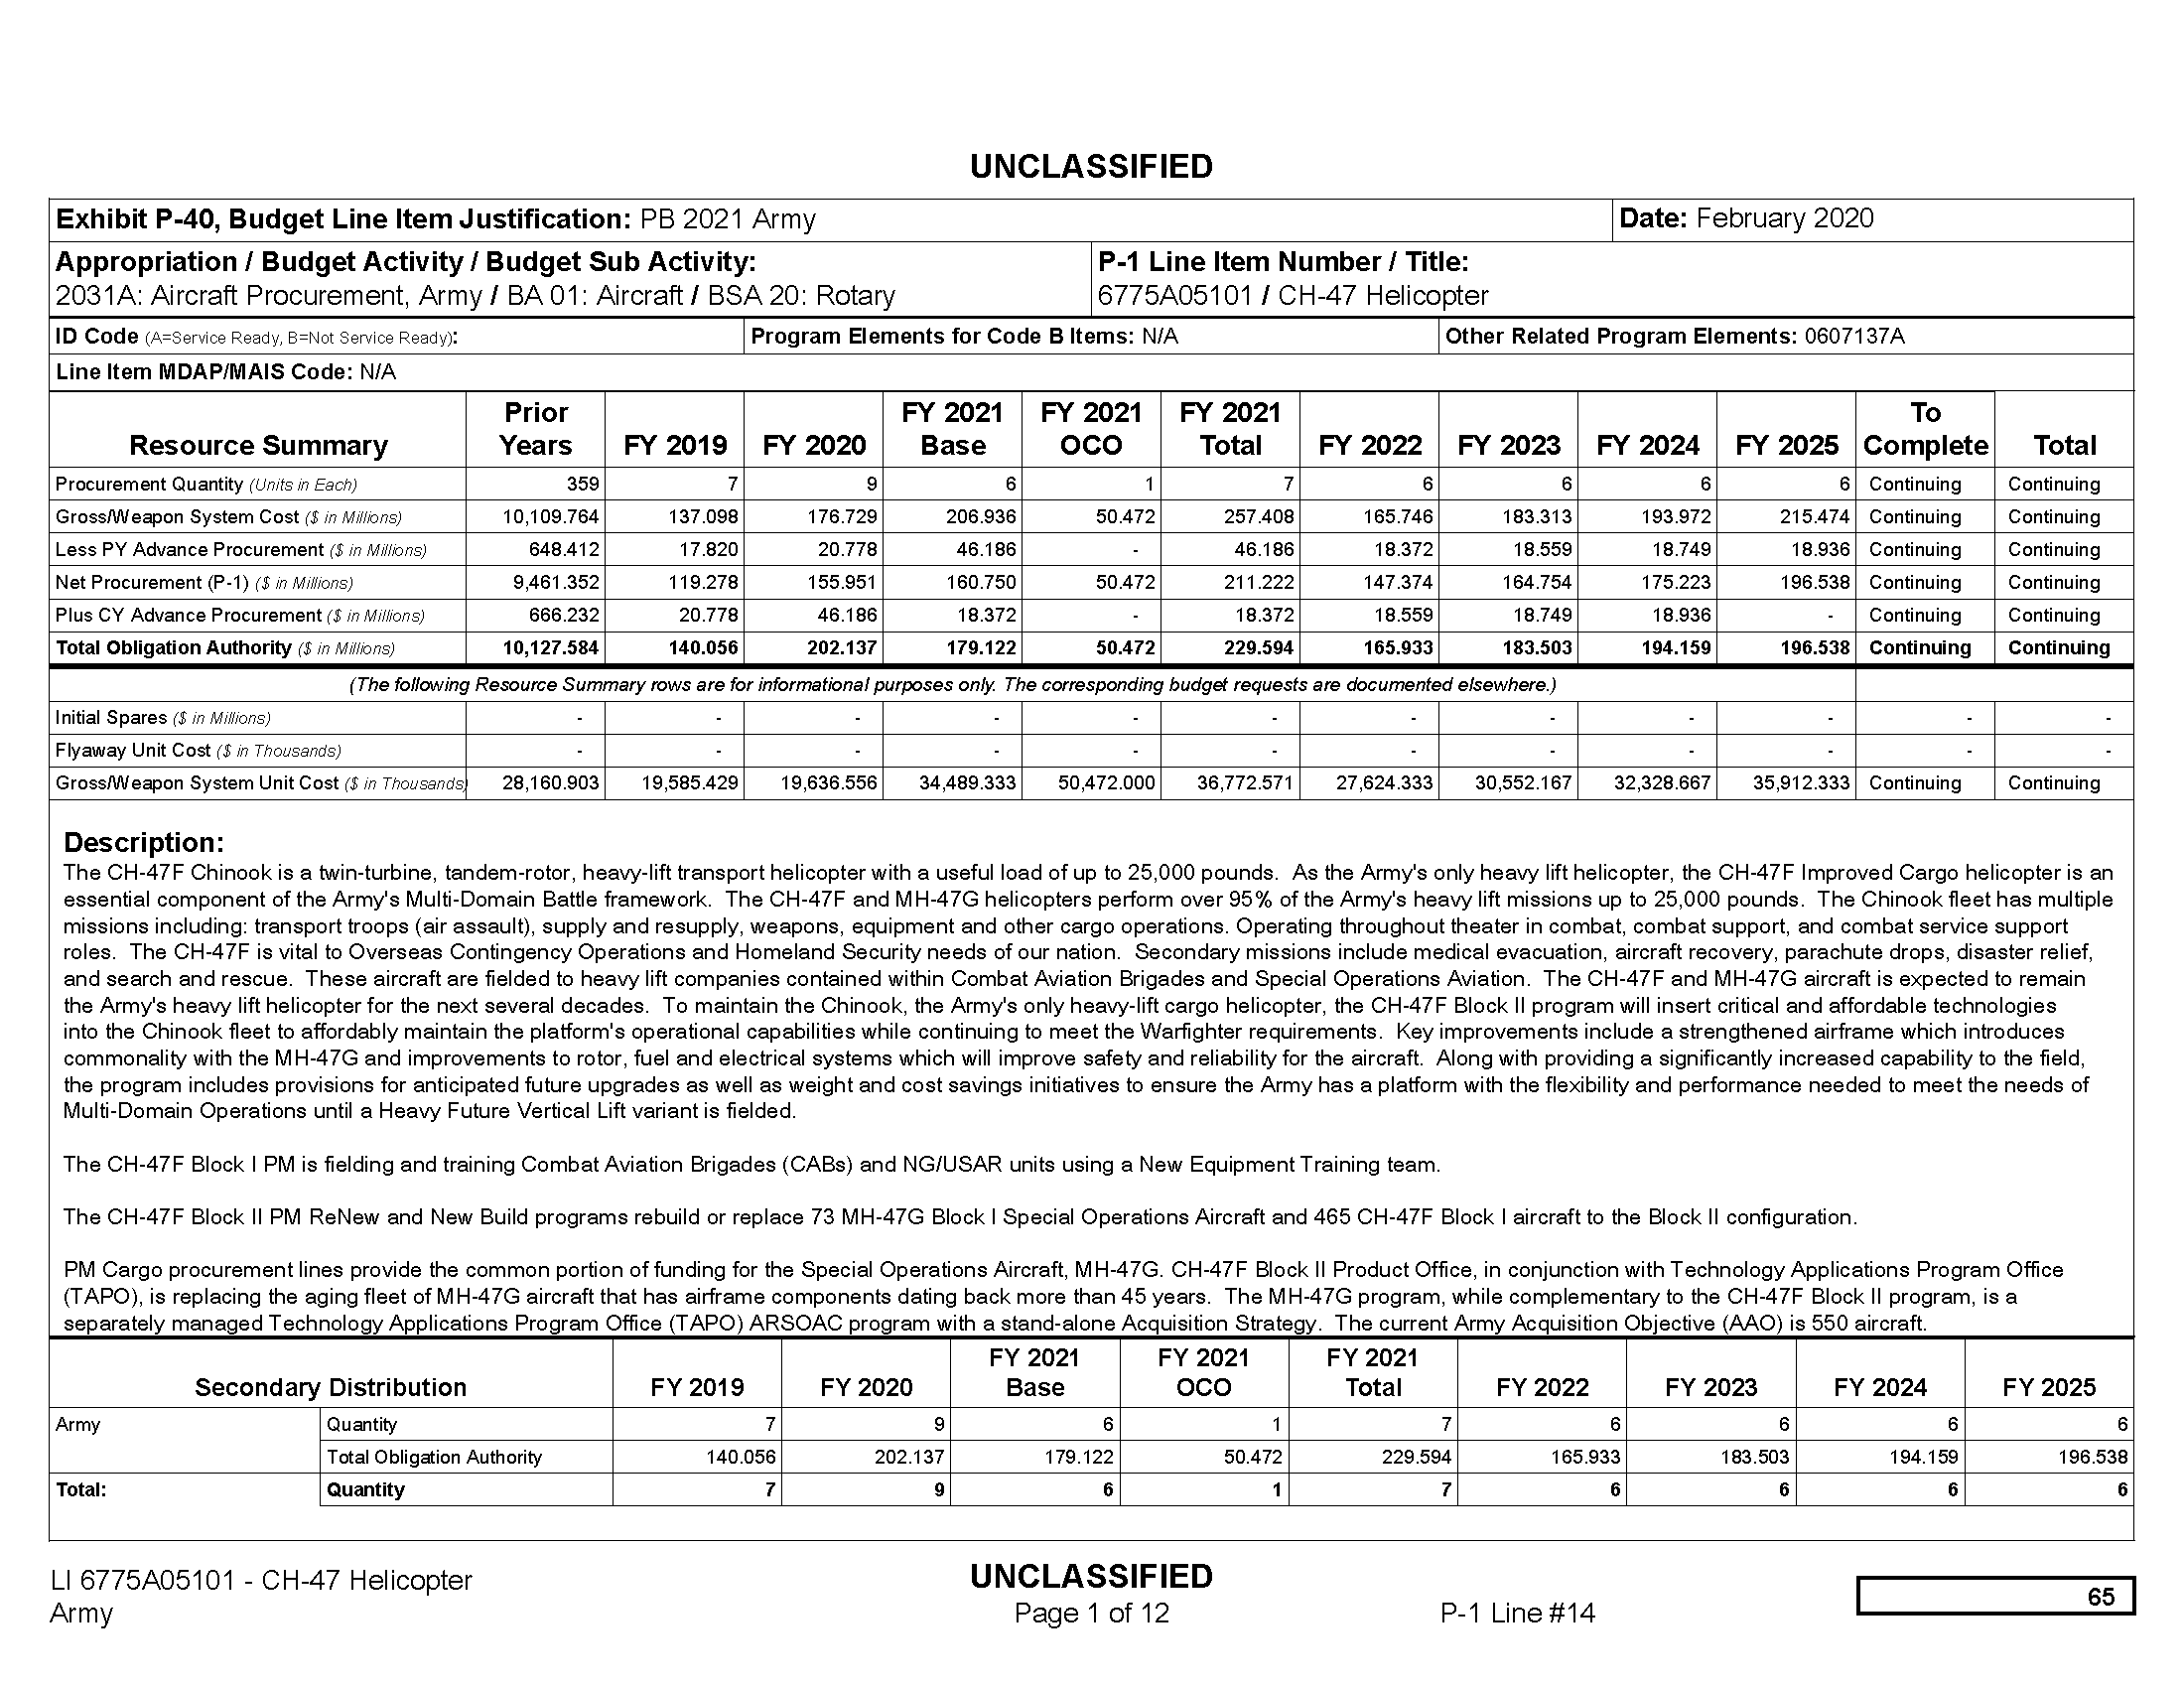 UNCLASSIFIED
Exhibit P-40, Budget Line Item Justification: PB 2021 Army Date: February 2020
Appropriation / Budget Activity / Budget Sub Activity: P-1 Line Item Number / Title:
2031A: Aircraft Procurement, Army / BA 01: Aircraft / BSA 20: Rotary 6775A05101 / CH-47 Helicopter
ID Code (A=Service Ready, B=Not Service Ready): Program Elements for Code B Items: N/A Other Related Program Elements: 0607137A
Line Item MDAP/MAIS Code: N/A
Prior FY 2021 FY 2021 FY 2021 To
Resource Summary Years FY 2019 FY 2020 Base OCO Total FY 2022 FY 2023 FY 2024 FY 2025 Complete Total
Procurement Quantity (Units in Each) 359 7 9 6 1 7 6 6 6 6 Continuing Continuing
Gross/Weapon System Cost ($ in Millions) 10,109.764 137.098 176.729 206.936 50.472 257.408 165.746 183.313 193.972 215.474 Continuing Continuing
Less PY Advance Procurement ($ in Millions) 648.412 17.820 20.778 46.186 - 46.186 18.372 18.559 18.749 18.936 Continuing Continuing
Net Procurement (P-1) ($ in Millions) 9,461.352 119.278 155.951 160.750 50.472 211.222 147.374 164.754 175.223 196.538 Continuing Continuing
Plus CY Advance Procurement ($ in Millions) 666.232 20.778 46.186 18.372 - 18.372 18.559 18.749 18.936 - Continuing Continuing
Total Obligation Authority ($ in Millions) 10,127.584 140.056 202.137 179.122 50.472 229.594 165.933 183.503 194.159 196.538 Continuing Continuing
(The following Resource Summary rows are for informational purposes only. The corresponding budget requests are documented elsewhere.)
Initial Spares ($ in Millions) - - - - - - - - - - - -
Flyaway Unit Cost ($ in Thousands) - - - - - - - - - - - -
Gross/Weapon System Unit Cost ($ in Thousands) 28,160.903 19,585.429 19,636.556 34,489.333 50,472.000 36,772.571 27,624.333 30,552.167 32,328.667 35,912.333 Continuing Continuing
Description:
The CH-47F Chinook is a twin-turbine, tandem-rotor, heavy-lift transport helicopter with a useful load of up to 25,000 pounds. As the Army's only heavy lift helicopter, the CH-47F Improved Cargo helicopter is an
essential component of the Army's Multi-Domain Battle framework. The CH-47F and MH-47G helicopters perform over 95% of the Army's heavy lift missions up to 25,000 pounds. The Chinook fleet has multiple
missions including: transport troops (air assault), supply and resupply, weapons, equipment and other cargo operations. Operating throughout theater in combat, combat support, and combat service support
roles. The CH-47F is vital to Overseas Contingency Operations and Homeland Security needs of our nation. Secondary missions include medical evacuation, aircraft recovery, parachute drops, disaster relief,
and search and rescue. These aircraft are fielded to heavy lift companies contained within Combat Aviation Brigades and Special Operations Aviation. The CH-47F and MH-47G aircraft is expected to remain
the Army's heavy lift helicopter for the next several decades. To maintain the Chinook, the Army's only heavy-lift cargo helicopter, the CH-47F Block II program will insert critical and affordable technologies
into the Chinook fleet to affordably maintain the platform's operational capabilities while continuing to meet the Warfighter requirements. Key improvements include a strengthened airframe which introduces
commonality with the MH-47G and improvements to rotor, fuel and electrical systems which will improve safety and reliability for the aircraft. Along with providing a significantly increased capability to the field,
the program includes provisions for anticipated future upgrades as well as weight and cost savings initiatives to ensure the Army has a platform with the flexibility and performance needed to meet the needs of
Multi-Domain Operations until a Heavy Future Vertical Lift variant is fielded.
The CH-47F Block I PM is fielding and training Combat Aviation Brigades (CABs) and NG/USAR units using a New Equipment Training team.
The CH-47F Block II PM ReNew and New Build programs rebuild or replace 73 MH-47G Block I Special Operations Aircraft and 465 CH-47F Block I aircraft to the Block II configuration.
PM Cargo procurement lines provide the common portion of funding for the Special Operations Aircraft, MH-47G. CH-47F Block II Product Office, in conjunction with Technology Applications Program Office
(TAPO), is replacing the aging fleet of MH-47G aircraft that has airframe components dating back more than 45 years. The MH-47G program, while complementary to the CH-47F Block II program, is a
separately managed Technology Applications Program Office (TAPO) ARSOAC program with a stand-alone Acquisition Strategy. The current Army Acquisition Objective (AAO) is 550 aircraft.
FY 2021 FY 2021 FY 2021
Secondary Distribution FY 2019 FY 2020 Base OCO Total FY 2022 FY 2023 FY 2024 FY 2025
Army Quantity 7 9 6 1 7 6 6 6 6
Total Obligation Authority 140.056 202.137 179.122 50.472 229.594 165.933 183.503 194.159 196.538
Total: Quantity 7 9 6 1 7 6 6 6 6
LI 6775A05101 - CH-47 Helicopter UNCLASSIFIED
Army Page 1 of 12 P-1 Line #14 65